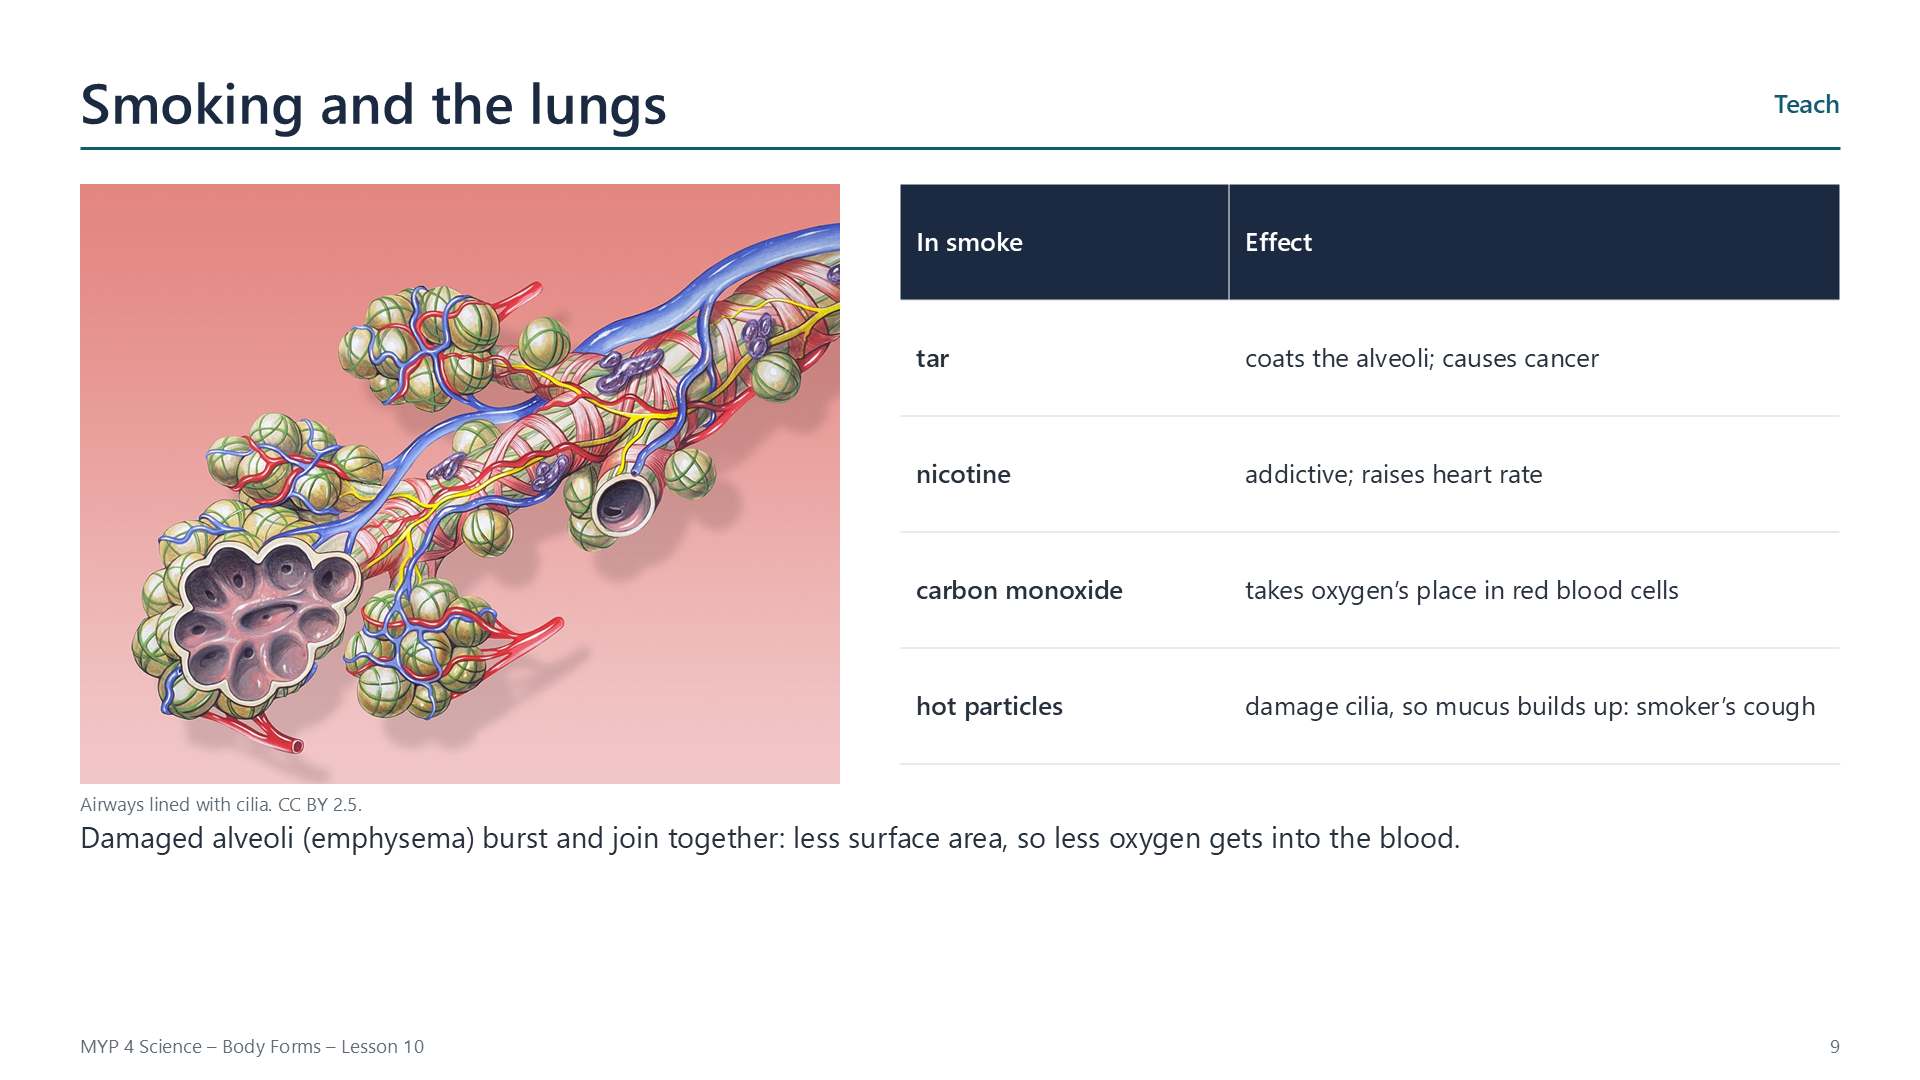 Smoking and the lungs
Teach
In smoke Effect
tar coats the alveoli; causes cancer
nicotine addictive; raises heart rate
carbon monoxide takes oxygen’s place in red blood cells
hot particles damage cilia, so mucus builds up: smoker’s cough
Airways lined with cilia. CC BY 2.5.
Damaged alveoli (emphysema) burst and join together: less surface area, so less oxygen gets into the blood.
MYP 4 Science – Body Forms – Lesson 10
9